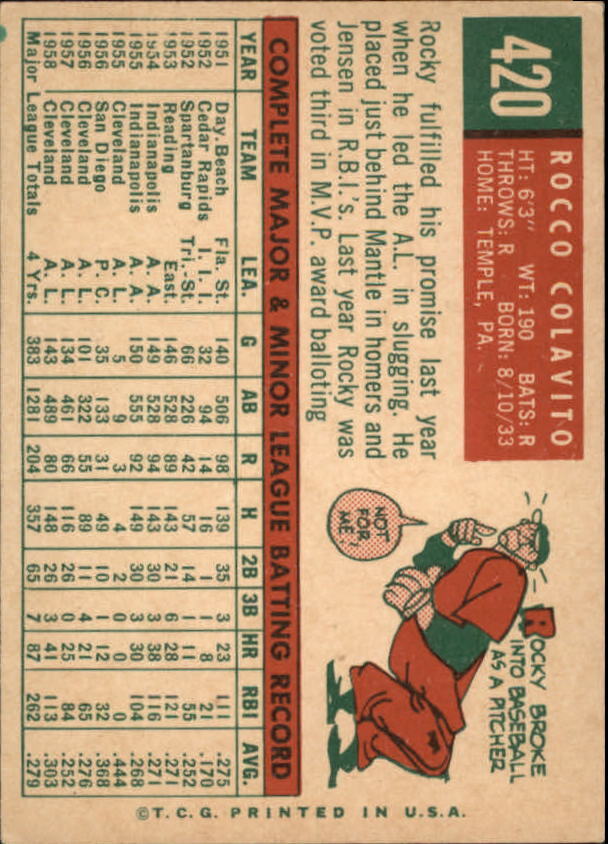 420
ROCCO COLAVITO
HT: 6'3" WT: 190 BATS: R
THROWS: R BORN: 8/10/33
HOME: TEMPLE, PA.
Rocky fulfilled his promise last year
when he led the A.L. in slugging. He
placed just behind Mantle in homers and
Jensen in R.B.I.'s. Last year Rocky was
voted third in M.V.P. award balloting
NOT
FOR
ME!
ROCKY BROKE
INTO BASEBALL
AS A PITCHER
COMPLETE MAJOR & MINOR LEAGUE BATTING RECORD
YEAR TEAM LEA. G AB R H 2B 3B HR RBI AVG.
1951 Day. Beach Fla. St. 140 506 98 139 35 3 23 111 .275
1952 Cedar Rapids I. I. I. 32 94 14 16 1 1 8 21 .170
1952 Spartanburg Tri.-St. 66 226 42 57 14 1 11 55 .252
1953 Reading East. 146 528 89 143 21 6 28 121 .271
1954 Indianapolis A. A. 149 528 94 143 30 3 38 116 .271
1955 Indianapolis A. A. 150 555 92 149 30 3 30 104 .268
1955 Cleveland A. L. 5 9 3 4 2 0 0 0 .444
1956 San Diego P. C. 35 133 31 49 10 1 12 32 .368
1956 Cleveland A. L. 101 322 55 89 11 4 21 65 .276
1957 Cleveland A. L. 134 461 66 116 26 0 25 84 .252
1958 Cleveland A. L. 143 489 80 148 26 3 41 113 .303
Major League Totals 4 Yrs. 383 1281 204 357 65 7 87 262 .279
© T. C. G. PRINTED IN U.S.A.